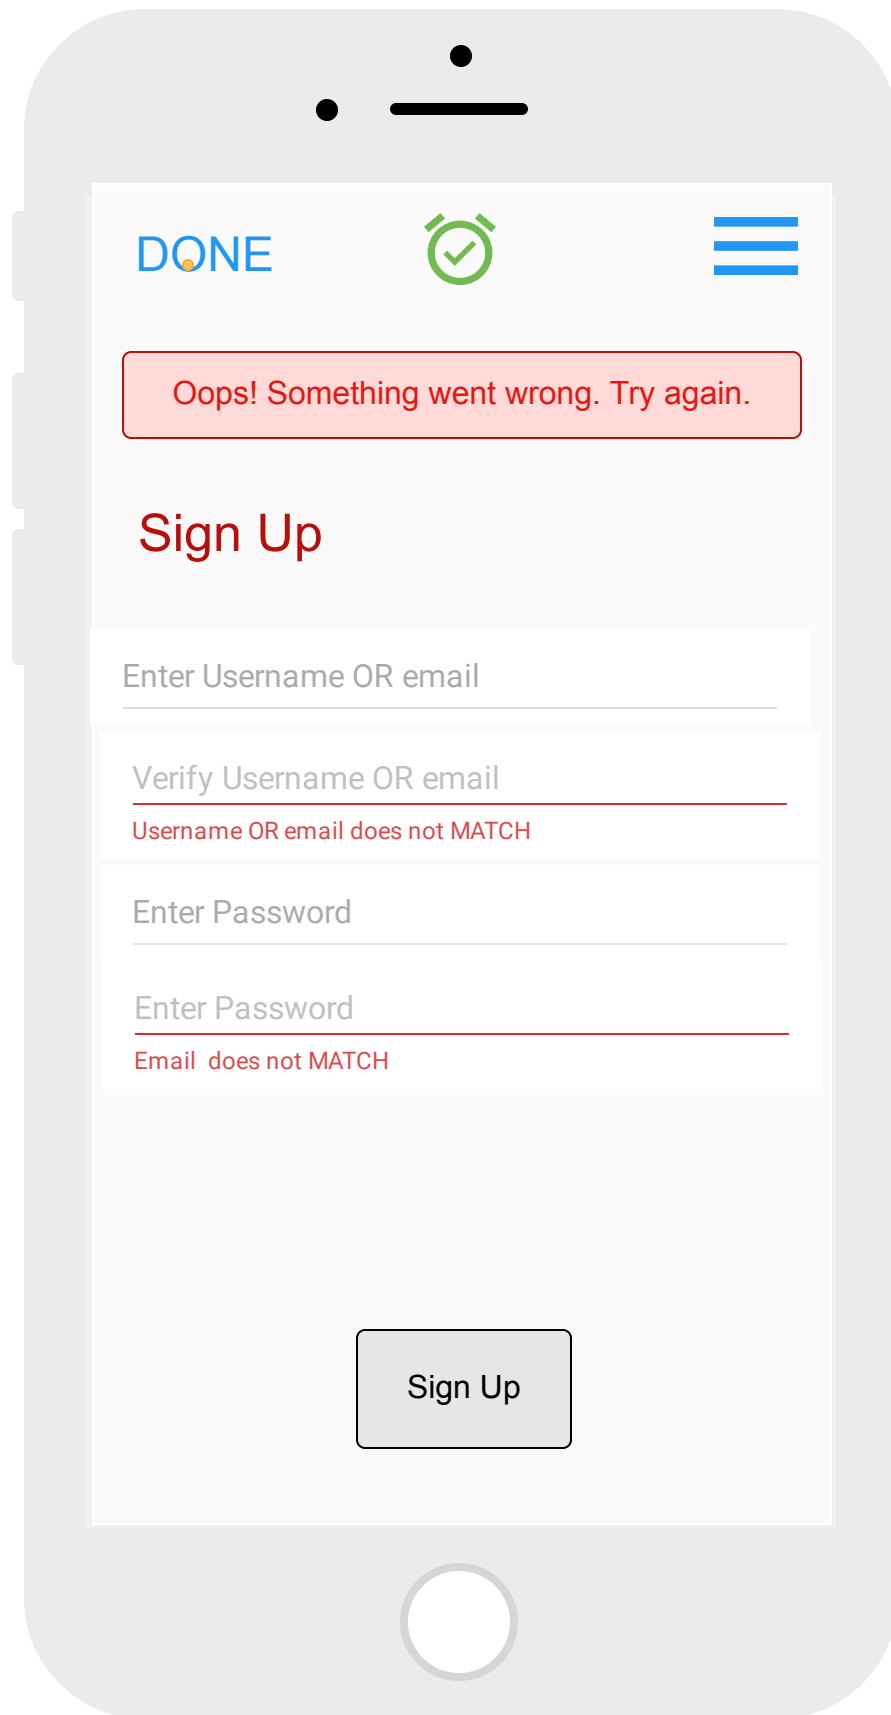 DONE
Oops! Something went wrong. Try again.
Sign Up
Enter Username OR email
Verify Username OR email
Username OR email does not MATCH
Enter Password
Enter Password
Email  does not MATCH
Sign Up